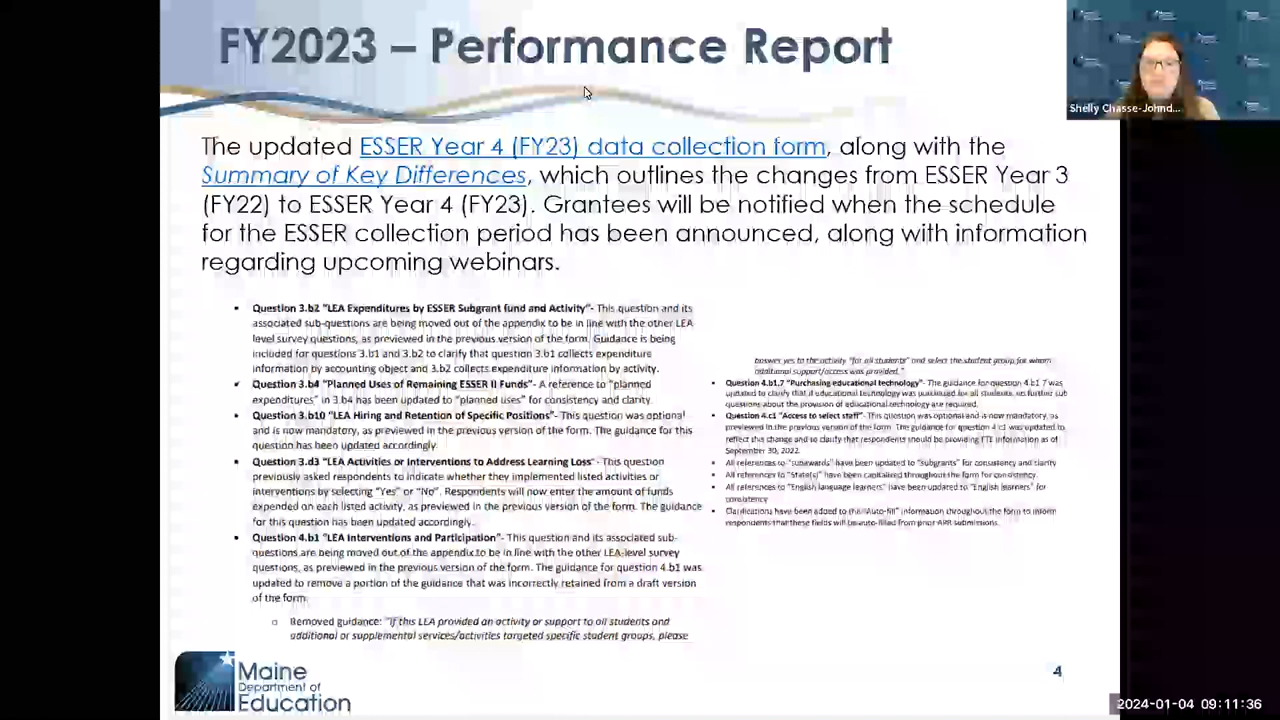 FY2023 – Performance Report
Shelly Chasse-Johnd...
The updated ESSER Year 4 (FY23) data collection form, along with the
Summary of Key Differences, which outlines the changes from ESSER Year 3
(FY22) to ESSER Year 4 (FY23). Grantees will be notified when the schedule
for the ESSER collection period has been announced, along with information
regarding upcoming webinars.
• Question 3.b2 "LEA Expenditures by ESSER Subgrant fund and Activity"- This question and its
associated sub-questions are being moved out of the appendix to be in line with the other LEA
level survey questions, as previewed in the previous version of the form. Guidance is being
included for questions 3.b1 and 3.b2 to clarify that question 3.b1 collects expenditure
information by accounting object and 3.b2 collects expenditure information by activity.
• Question 3.b4 "Planned Uses of Remaining ESSER II Funds"- A reference to "planned
expenditures" in 3.b4 has been updated to "planned uses" for consistency and clarity.
• Question 3.b10 "LEA Hiring and Retention of Specific Positions"- This question was optional
and is now mandatory, as previewed in the previous version of the form. The guidance for this
question has been updated accordingly.
• Question 3.d3 "LEA Activities or Interventions to Address Learning Loss"- This question
previously asked respondents to indicate whether they implemented listed activities or
interventions by selecting "Yes" or "No". Respondents will now enter the amount of funds
expended on each listed activity, as previewed in the previous version of the form. The guidance
for this question has been updated accordingly.
• Question 4.b1 "LEA Interventions and Participation"- This question and its associated sub-
questions are being moved out of the appendix to be in line with the other LEA-level survey
questions, as previewed in the previous version of the form. The guidance for question 4.b1 was
updated to remove a portion of the guidance that was incorrectly retained from a draft version
of the form.
o Removed guidance: "If this LEA provided an activity or support to all students and
additional or supplemental services/activities targeted specific student groups, please
answer yes to the activity "for all students" and select the student group for whom
additional support/access was provided."
• Question 4.b1.7 "Purchasing educational technology"- The guidance for question 4.b1.7 was
updated to clarify that if educational technology was purchased for all students, no further sub
questions about the provision of educational technology are required.
• Question 4.c1 "Access to select staff"- This question was optional and is now mandatory, as
previewed in the previous version of the form. The guidance for question 4.c1 was updated to
reflect this change and to clarify that respondents should be providing FTE information as of
September 30, 2022.
• All references to "subawards" have been updated to "subgrants" for consistency and clarity
• All references to "State(s)" have been capitalized throughout the form for consistency.
• All references to "English language learners" have been updated to "English learners" for
consistency
• Clarifications have been added to the "Auto-fill" information throughout the form to inform
respondents that these fields will be auto-filled from prior APR submissions.
Maine
Department of
Education
4
2024-01-04 09:11:36